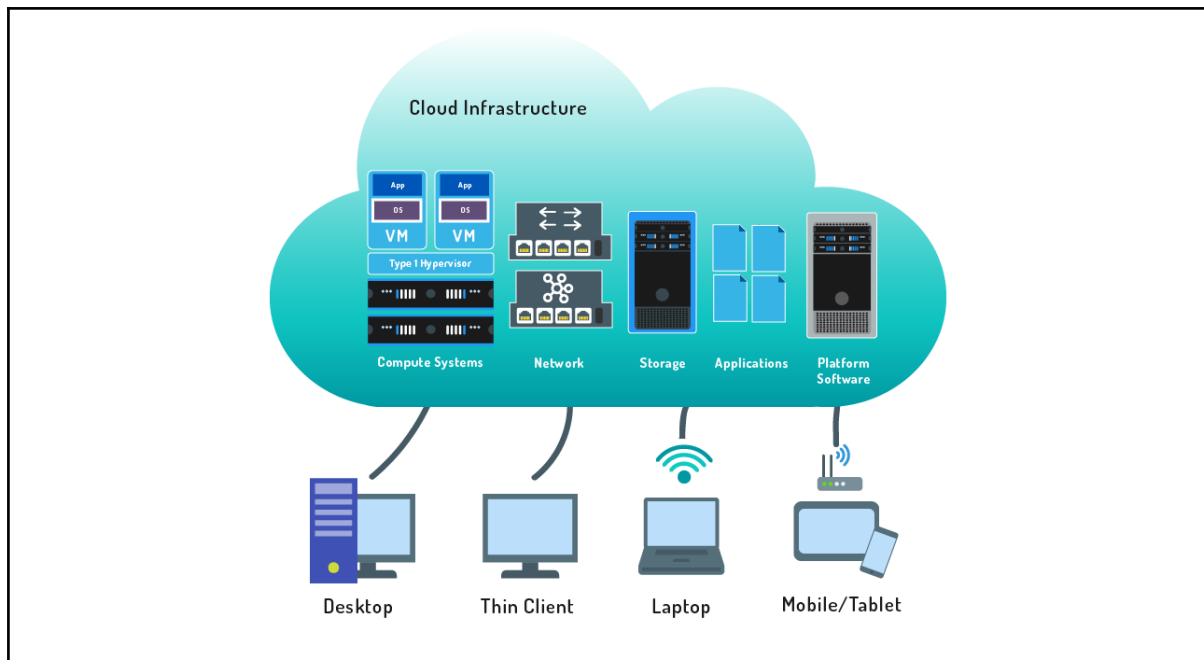 Cloud Infrastructure
App
App
OS
OS
VM
VM
Type 1 Hypervisor
Compute Systems
Network
Storage
Applications
Platform
Software
Desktop
Thin Client
Laptop
Mobile/Tablet